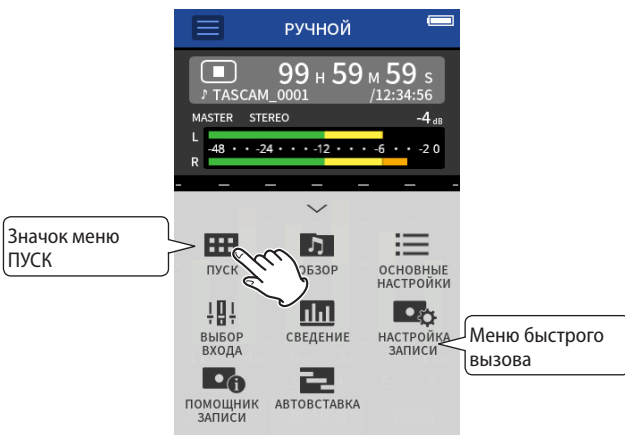 РУЧНОЙ
99 H 59 M 59 S
♪ TASCAM_0001 /12:34:56
MASTER STEREO -4 dB
L
-48 · · -24 · · · · -12 · · · -6 · · -2 0
R
Значок меню
ПУСК
ПУСК ОБЗОР ОСНОВНЫЕ
НАСТРОЙКИ
ВЫБОР
ВХОДА
СВЕДЕНИЕ
НАСТРОЙКА
ЗАПИСИ
Меню быстрого
вызова
ПОМОЩНИК
ЗАПИСИ
АВТОВСТАВКА